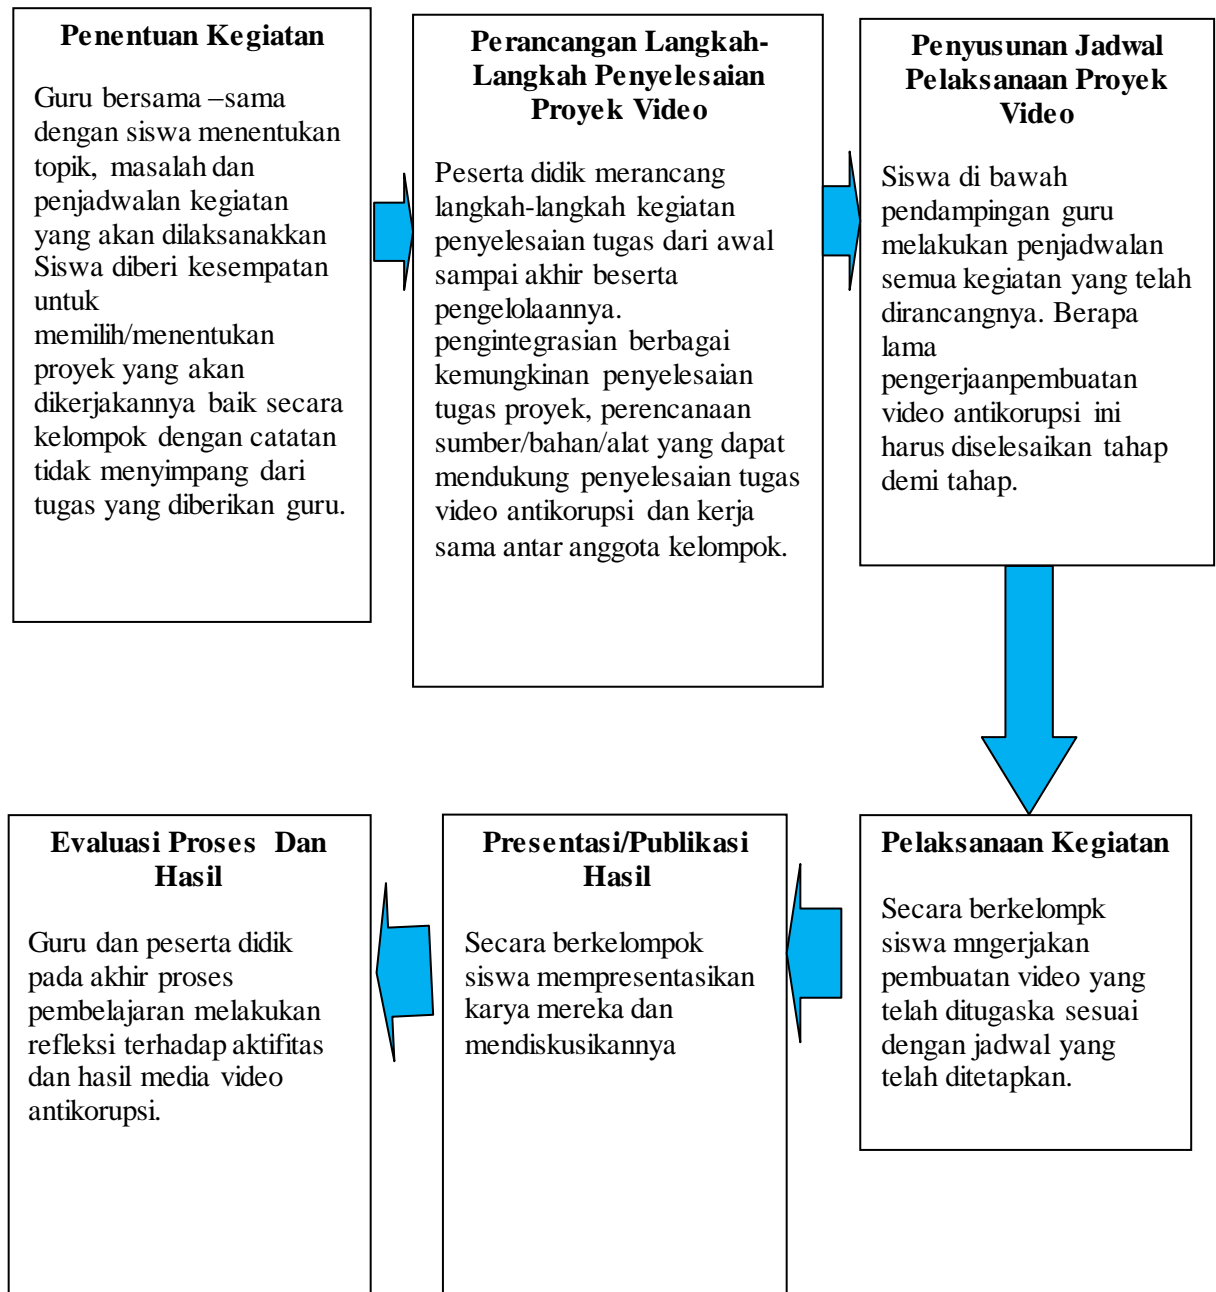 Penentuan Kegiatan
Guru bersama –sama
dengan siswa menentukan
topik, masalah dan
penjadwalan kegiatan
yang akan dilaksanakkan
Siswa diberi kesempatan
untuk
memilih/menentukan
proyek yang akan
dikerjakannya baik secara
kelompok dengan catatan
tidak menyimpang dari
tugas yang diberikan guru.
Perancangan Langkah-
Langkah Penyelesaian
Proyek Video
Peserta didik merancang
langkah-langkah kegiatan
penyelesaian tugas dari awal
sampai akhir beserta
pengelolaannya.
pengintegrasian berbagai
kemungkinan penyelesaian
tugas proyek, perencanaan
sumber/bahan/alat yang dapat
mendukung penyelesaian tugas
video antikorupsi dan kerja
sama antar anggota kelompok.
Penyusunan Jadwal
Pelaksanaan Proyek
Video
Siswa di bawah
pendampingan guru
melakukan penjadwalan
semua kegiatan yang telah
dirancangnya. Berapa
lama
pengerjaanpembuatan
video antikorupsi ini
harus diselesaikan tahap
demi tahap.
Pelaksanaan Kegiatan
Secara berkelompk
siswa mngerjakan
pembuatan video yang
telah ditugaska sesuai
dengan jadwal yang
telah ditetapkan.
Presentasi/Publikasi
Hasil
Secara berkelompok
siswa mempresentasikan
karya mereka dan
mendiskusikannya
Evaluasi Proses Dan
Hasil
Guru dan peserta didik
pada akhir proses
pembelajaran melakukan
refleksi terhadap aktifitas
dan hasil media video
antikorupsi.